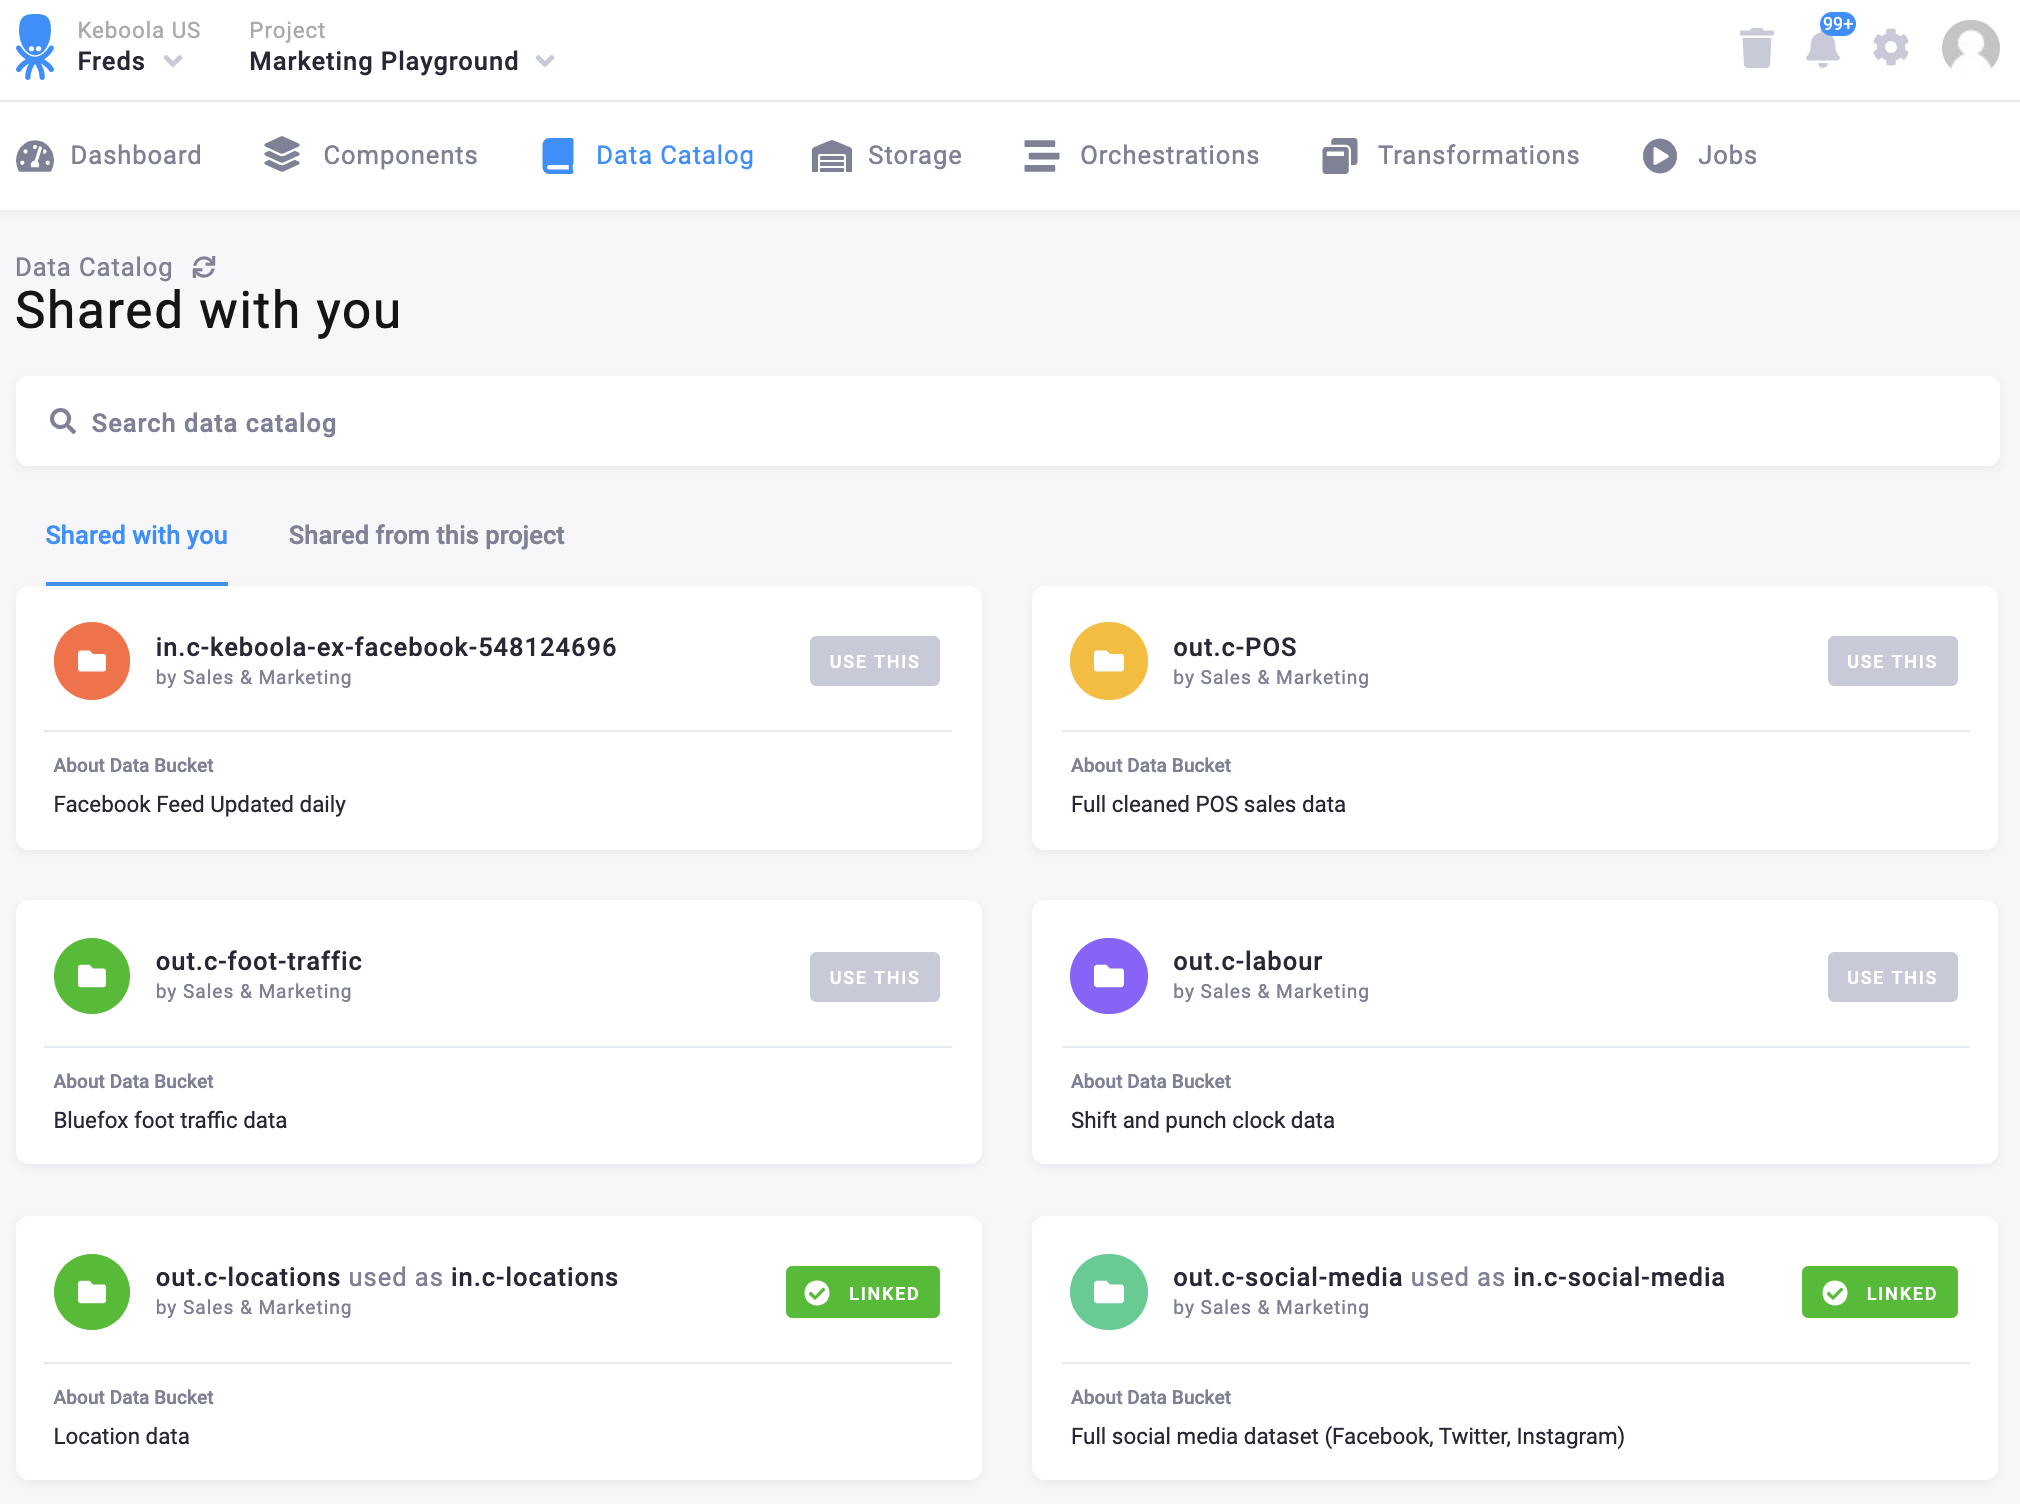 Keboola US
Freds
Project
Marketing Playground
99+
Dashboard
Components
Data Catalog
Storage
Orchestrations
Transformations
Jobs
Data Catalog
Shared with you
Search data catalog
Shared with you
Shared from this project
in.c-keboola-ex-facebook-548124696
by Sales & Marketing
USE THIS
About Data Bucket
Facebook Feed Updated daily
out.c-POS
by Sales & Marketing
USE THIS
About Data Bucket
Full cleaned POS sales data
out.c-foot-traffic
by Sales & Marketing
USE THIS
About Data Bucket
Bluefox foot traffic data
out.c-labour
by Sales & Marketing
USE THIS
About Data Bucket
Shift and punch clock data
out.c-locations used as in.c-locations
by Sales & Marketing
LINKED
About Data Bucket
Location data
out.c-social-media used as in.c-social-media
by Sales & Marketing
LINKED
About Data Bucket
Full social media dataset (Facebook, Twitter, Instagram)